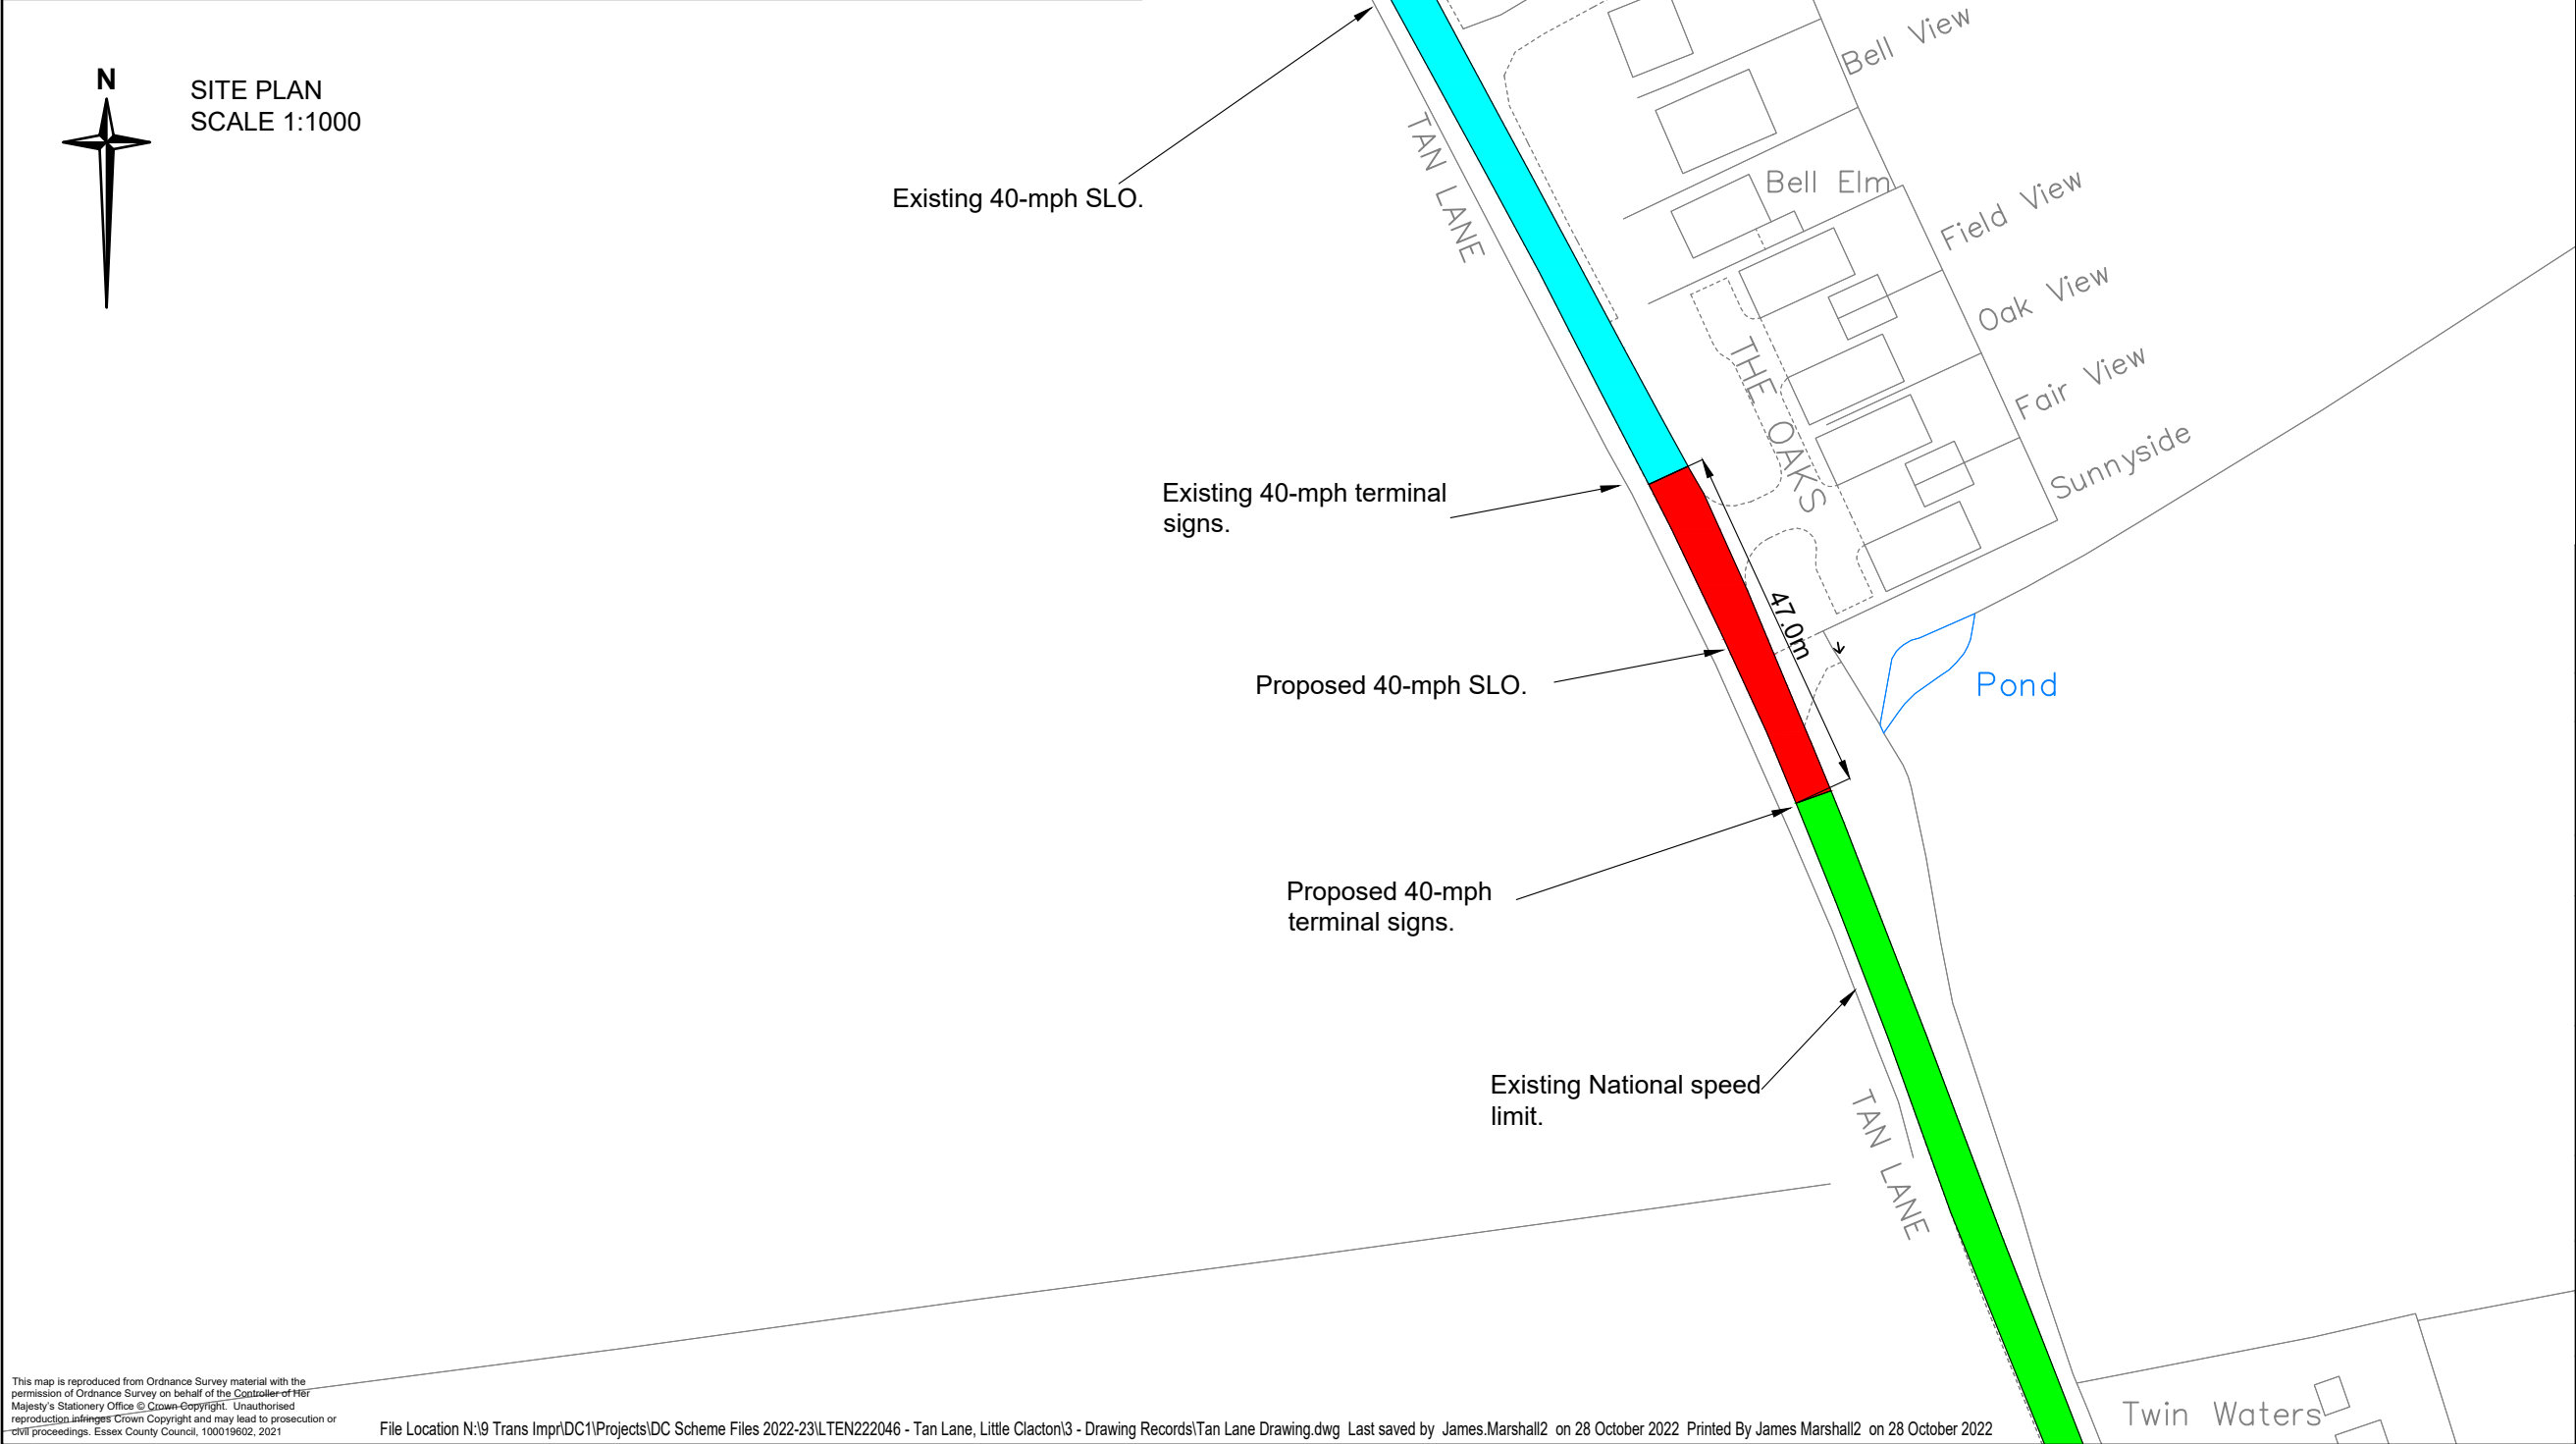 N
SITE PLAN
SCALE 1:1000
Existing 40-mph SLO.
TAN LANE
Bell View
Bell Elm
Field View
Oak View
Fair View
Sunnyside
THE OAKS
Existing 40-mph terminal
signs.
47.0m
Proposed 40-mph SLO.
Pond
Proposed 40-mph
terminal signs.
Existing National speed
limit.
TAN LANE
Twin Waters
This map is reproduced from Ordnance Survey material with the
permission of Ordnance Survey on behalf of the Controller of Her
Majesty's Stationery Office © Crown Copyright. Unauthorised
reproduction infringes Crown Copyright and may lead to prosecution or
civil proceedings. Essex County Council, 100019602, 2021
File Location N:\9 Trans Impr\DC1\Projects\DC Scheme Files 2022-23\LTEN222046 - Tan Lane, Little Clacton\3 - Drawing Records\Tan Lane Drawing.dwg Last saved by James.Marshall2 on 28 October 2022 Printed By James Marshall2 on 28 October 2022